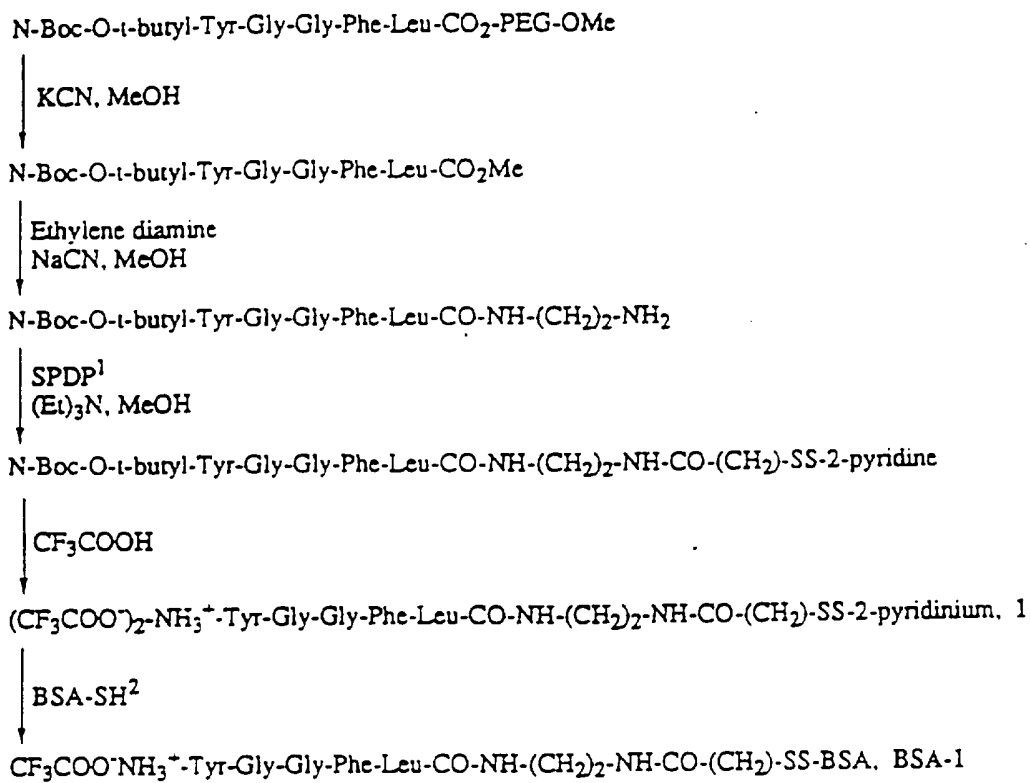 N-Boc-O-t-butyl-Tyr-Gly-Gly-Phe-Leu-CO₂-PEG-OMe
KCN, MeOH
N-Boc-O-t-butyl-Tyr-Gly-Gly-Phe-Leu-CO₂Me
Ethylene diamine
NaCN, MeOH
N-Boc-O-t-butyl-Tyr-Gly-Gly-Phe-Leu-CO-NH-(CH₂)₂-NH₂
SPDP¹
(Et)₃N, MeOH
N-Boc-O-t-butyl-Tyr-Gly-Gly-Phe-Leu-CO-NH-(CH₂)₂-NH-CO-(CH₂)-SS-2-pyridine
CF₃COOH
(CF₃COO⁻)₂-NH₃⁺-Tyr-Gly-Gly-Phe-Leu-CO-NH-(CH₂)₂-NH-CO-(CH₂)-SS-2-pyridinium, 1
BSA-SH²
CF₃COO⁻NH₃⁺-Tyr-Gly-Gly-Phe-Leu-CO-NH-(CH₂)₂-NH-CO-(CH₂)-SS-BSA, BSA-1